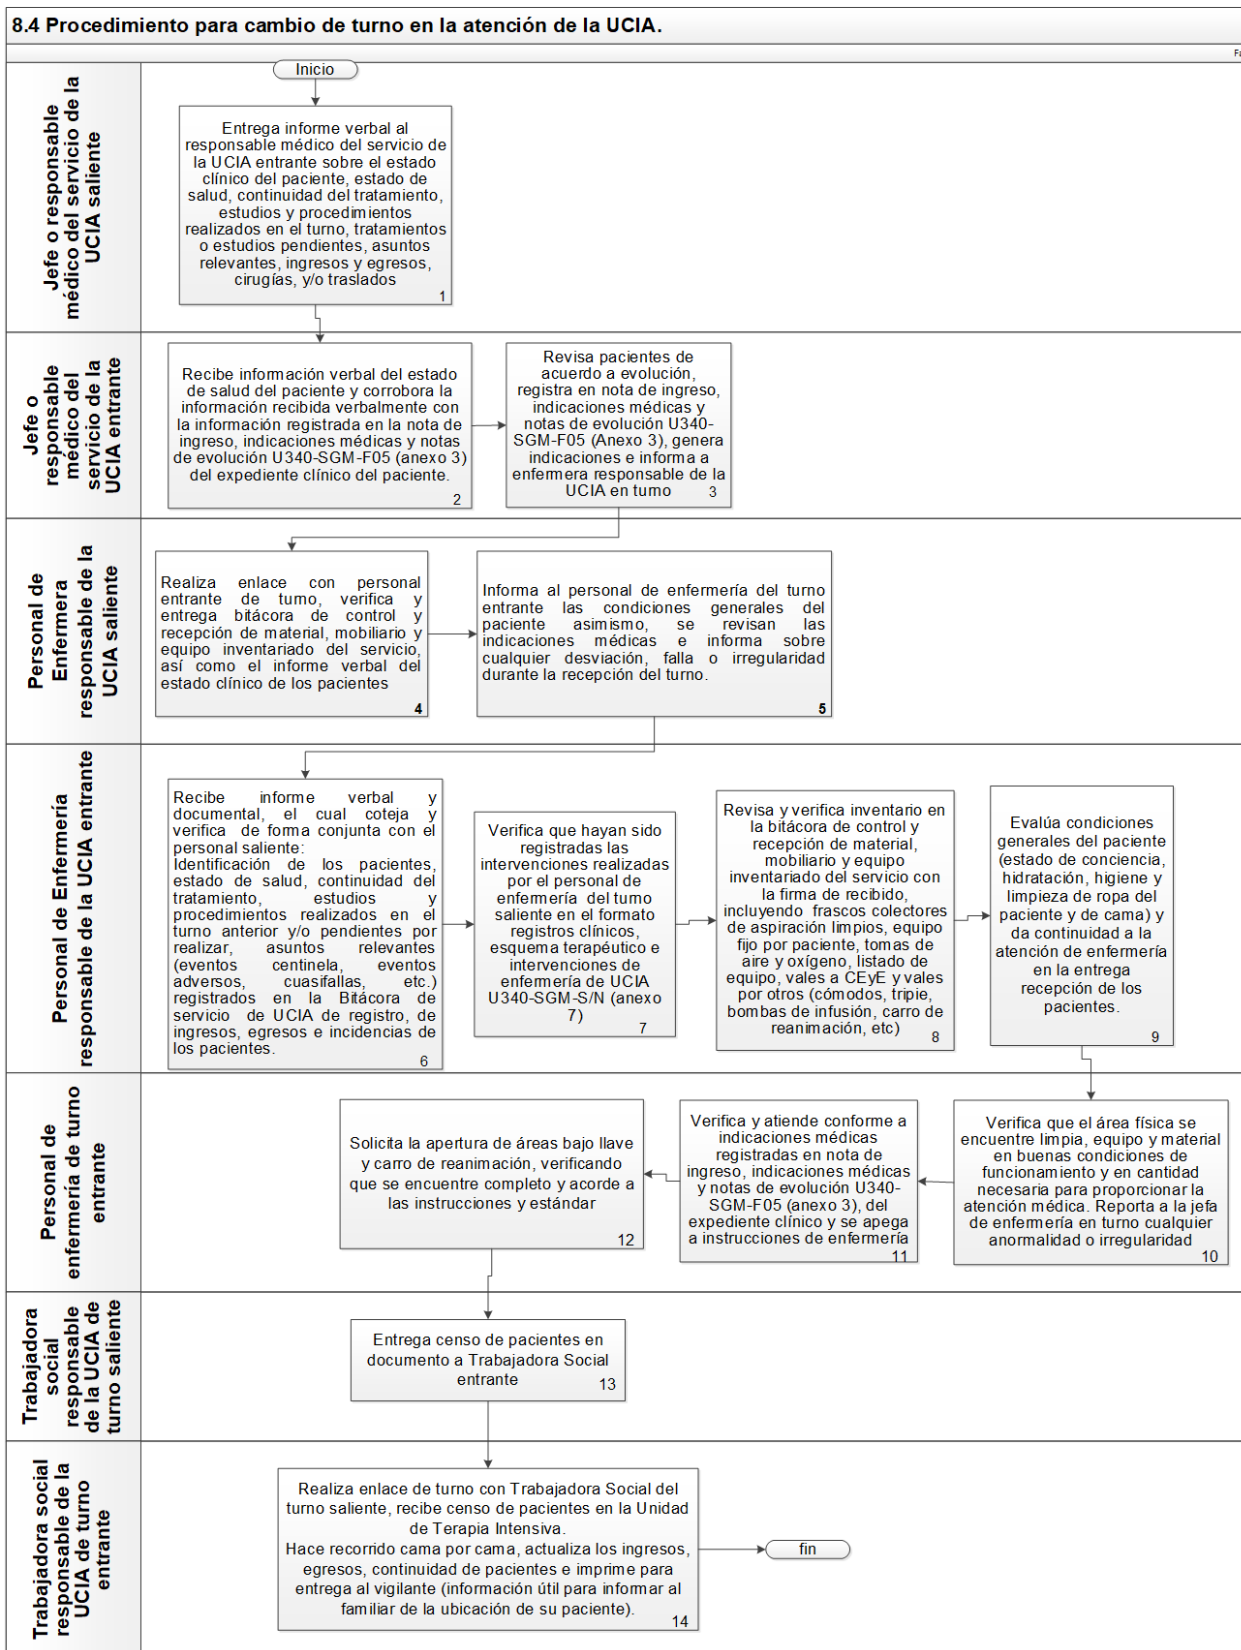 8.4 Procedimiento para cambio de turno en la atención de la UCIA.
Fa
Jefe o responsable
médico del servicio de la
UCIA saliente
Inicio
Entrega informe verbal al
responsable médico del servicio de
la UCIA entrante sobre el estado
clínico del paciente, estado de
salud, continuidad del tratamiento,
estudios y procedimientos
realizados en el turno, tratamientos
o estudios pendientes, asuntos
relevantes, ingresos y egresos,
cirugías, y/o traslados
1
Jefe o
responsable
médico del
servicio de la
UCIA entrante
Recibe información verbal del estado
de salud del paciente y corrobora la
información recibida verbalmente con
la información registrada en la nota de
ingreso, indicaciones médicas y notas
de evolución U340-SGM-F05 (anexo 3)
del expediente clínico del paciente.
2
Revisa pacientes de
acuerdo a evolución,
registra en nota de ingreso,
indicaciones médicas y
notas de evolución U340-
SGM-F05 (Anexo 3), genera
indicaciones e informa a
enfermera responsable de la
UCIA en turno
3
Personal de
Enfermera
responsable de la
UCIA saliente
Realiza enlace con personal
entrante de turno, verifica y
entrega bitácora de control y
recepción de material, mobiliario y
equipo inventariado del servicio,
así como el informe verbal del
estado clínico de los pacientes
4
Informa al personal de enfermería del turno
entrante las condiciones generales del
paciente asimismo, se revisan las
indicaciones médicas e informa sobre
cualquier desviación, falla o irregularidad
durante la recepción del turno.
5
Personal de Enfermería
responsable de la UCIA entrante
Recibe informe verbal y
documental, el cual coteja y
verifica de forma conjunta con el
personal saliente:
Identificación de los pacientes,
estado de salud, continuidad del
tratamiento, estudios y
procedimientos realizados en el
turno anterior y/o pendientes por
realizar, asuntos relevantes
(eventos centinela, eventos
adversos, cuasifallas, etc.)
registrados en la Bitácora de
servicio de UCIA de registro, de
ingresos, egresos e incidencias de
los pacientes.
6
Verifica que hayan sido
registradas las
intervenciones realizadas
por el personal de
enfermería del turno
saliente en el formato
registros clínicos,
esquema terapéutico e
intervenciones de
enfermería de UCIA
U340-SGM-S/N (anexo
7)
7
Revisa y verifica inventario en
la bitácora de control y
recepción de material,
mobiliario y equipo
inventariado del servicio con
la firma de recibido,
incluyendo frascos colectores
de aspiración limpios, equipo
fijo por paciente, tomas de
aire y oxígeno, listado de
equipo, vales a CEyE y vales
por otros (cómodos, tripie,
bombas de infusión, carro de
reanimación, etc)
8
Evalúa condiciones
generales del paciente
(estado de conciencia,
hidratación, higiene y
limpieza de ropa del
paciente y de cama) y
da continuidad a la
atención de enfermería
en la entrega
recepción de los
pacientes.
9
Personal de
enfermería de turno
entrante
Solicita la apertura de áreas bajo llave
y carro de reanimación, verificando
que se encuentre completo y acorde a
las instrucciones y estándar
12
Verifica y atiende conforme a
indicaciones médicas
registradas en nota de
ingreso, indicaciones médicas
y notas de evolución U340-
SGM-F05 (anexo 3), del
expediente clínico y se apega
a instrucciones de enfermería
11
Verifica que el área física se
encuentre limpia, equipo y material
en buenas condiciones de
funcionamiento y en cantidad
necesaria para proporcionar la
atención médica. Reporta a la jefa
de enfermería en turno cualquier
anormalidad o irregularidad
10
Trabajadora
social
responsable
de la UCIA de
turno saliente
Entrega censo de pacientes en
documento a Trabajadora Social
entrante
13
Trabajadora social
responsable de la
UCIA de turno
entrante
Realiza enlace de turno con Trabajadora Social del
turno saliente, recibe censo de pacientes en la Unidad
de Terapia Intensiva.
Hace recorrido cama por cama, actualiza los ingresos,
egresos, continuidad de pacientes e imprime para
entrega al vigilante (información útil para informar al
familiar de la ubicación de su paciente).
14
fin